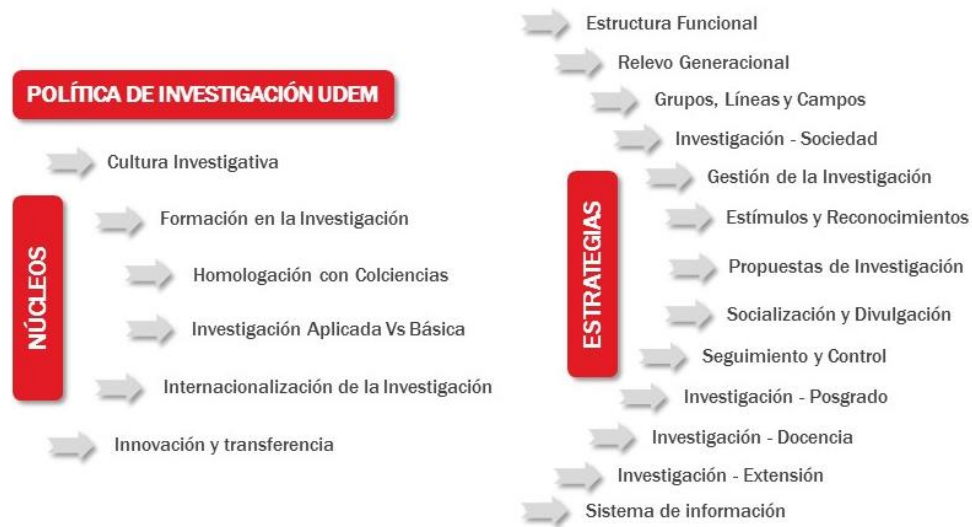 POLÍTICA DE INVESTIGACIÓN UDEM
NÚCLEOS
Cultura Investigativa
Formación en la Investigación
Homologación con Colciencias
Investigación Aplicada Vs Básica
Internacionalización de la Investigación
Innovación y transferencia
ESTRATEGIAS
Estructura Funcional
Relevo Generacional
Grupos, Líneas y Campos
Investigación - Sociedad
Gestión de la Investigación
Estímulos y Reconocimientos
Propuestas de Investigación
Socialización y Divulgación
Seguimiento y Control
Investigación - Posgrado
Investigación - Docencia
Investigación - Extensión
Sistema de información